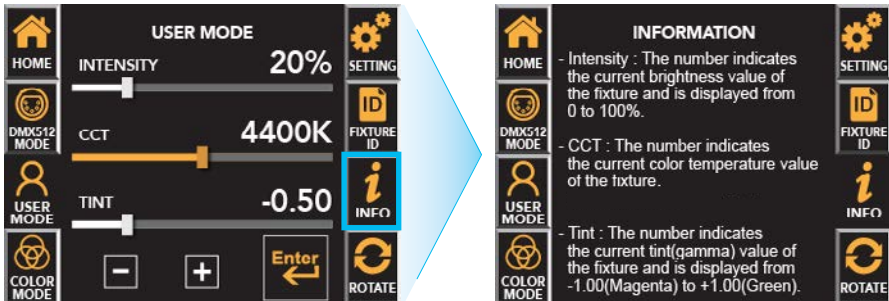 USER MODE
HOME
SETTING
INTENSITY 20%
DMX512
MODE
CCT 4400K
ID
FIXTURE
ID
USER
MODE
TINT -0.50
i
INFO
COLOR
MODE
- + Enter
ROTATE
INFORMATION
HOME
SETTING
- Intensity : The number indicates
the current brightness value of
the fixture and is displayed from
0 to 100%.
DMX512
MODE
ID
FIXTURE
ID
- CCT : The number indicates
the current color temperature value
of the fixture.
USER
MODE
i
INFO
- Tint : The number indicates
the current tint(gamma) value of
the fixture and is displayed from
-1.00(Magenta) to +1.00(Green).
COLOR
MODE
ROTATE